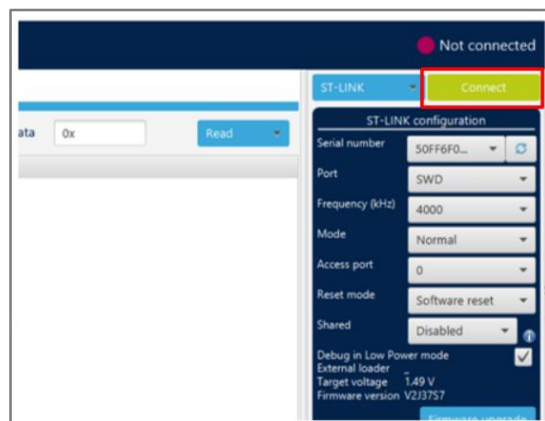 Not connected
ST-LINK Connect
ST-LINK configuration
ata 0x Read
Serial number 50FF6F0...
Port SWD
Frequency (kHz) 4000
Mode Normal
Access port 0
Reset mode Software reset
Shared Disabled
Debug in Low Power mode
External loader _
Target voltage 1.49 V
Firmware version V2J37S7
Firmware upgrade